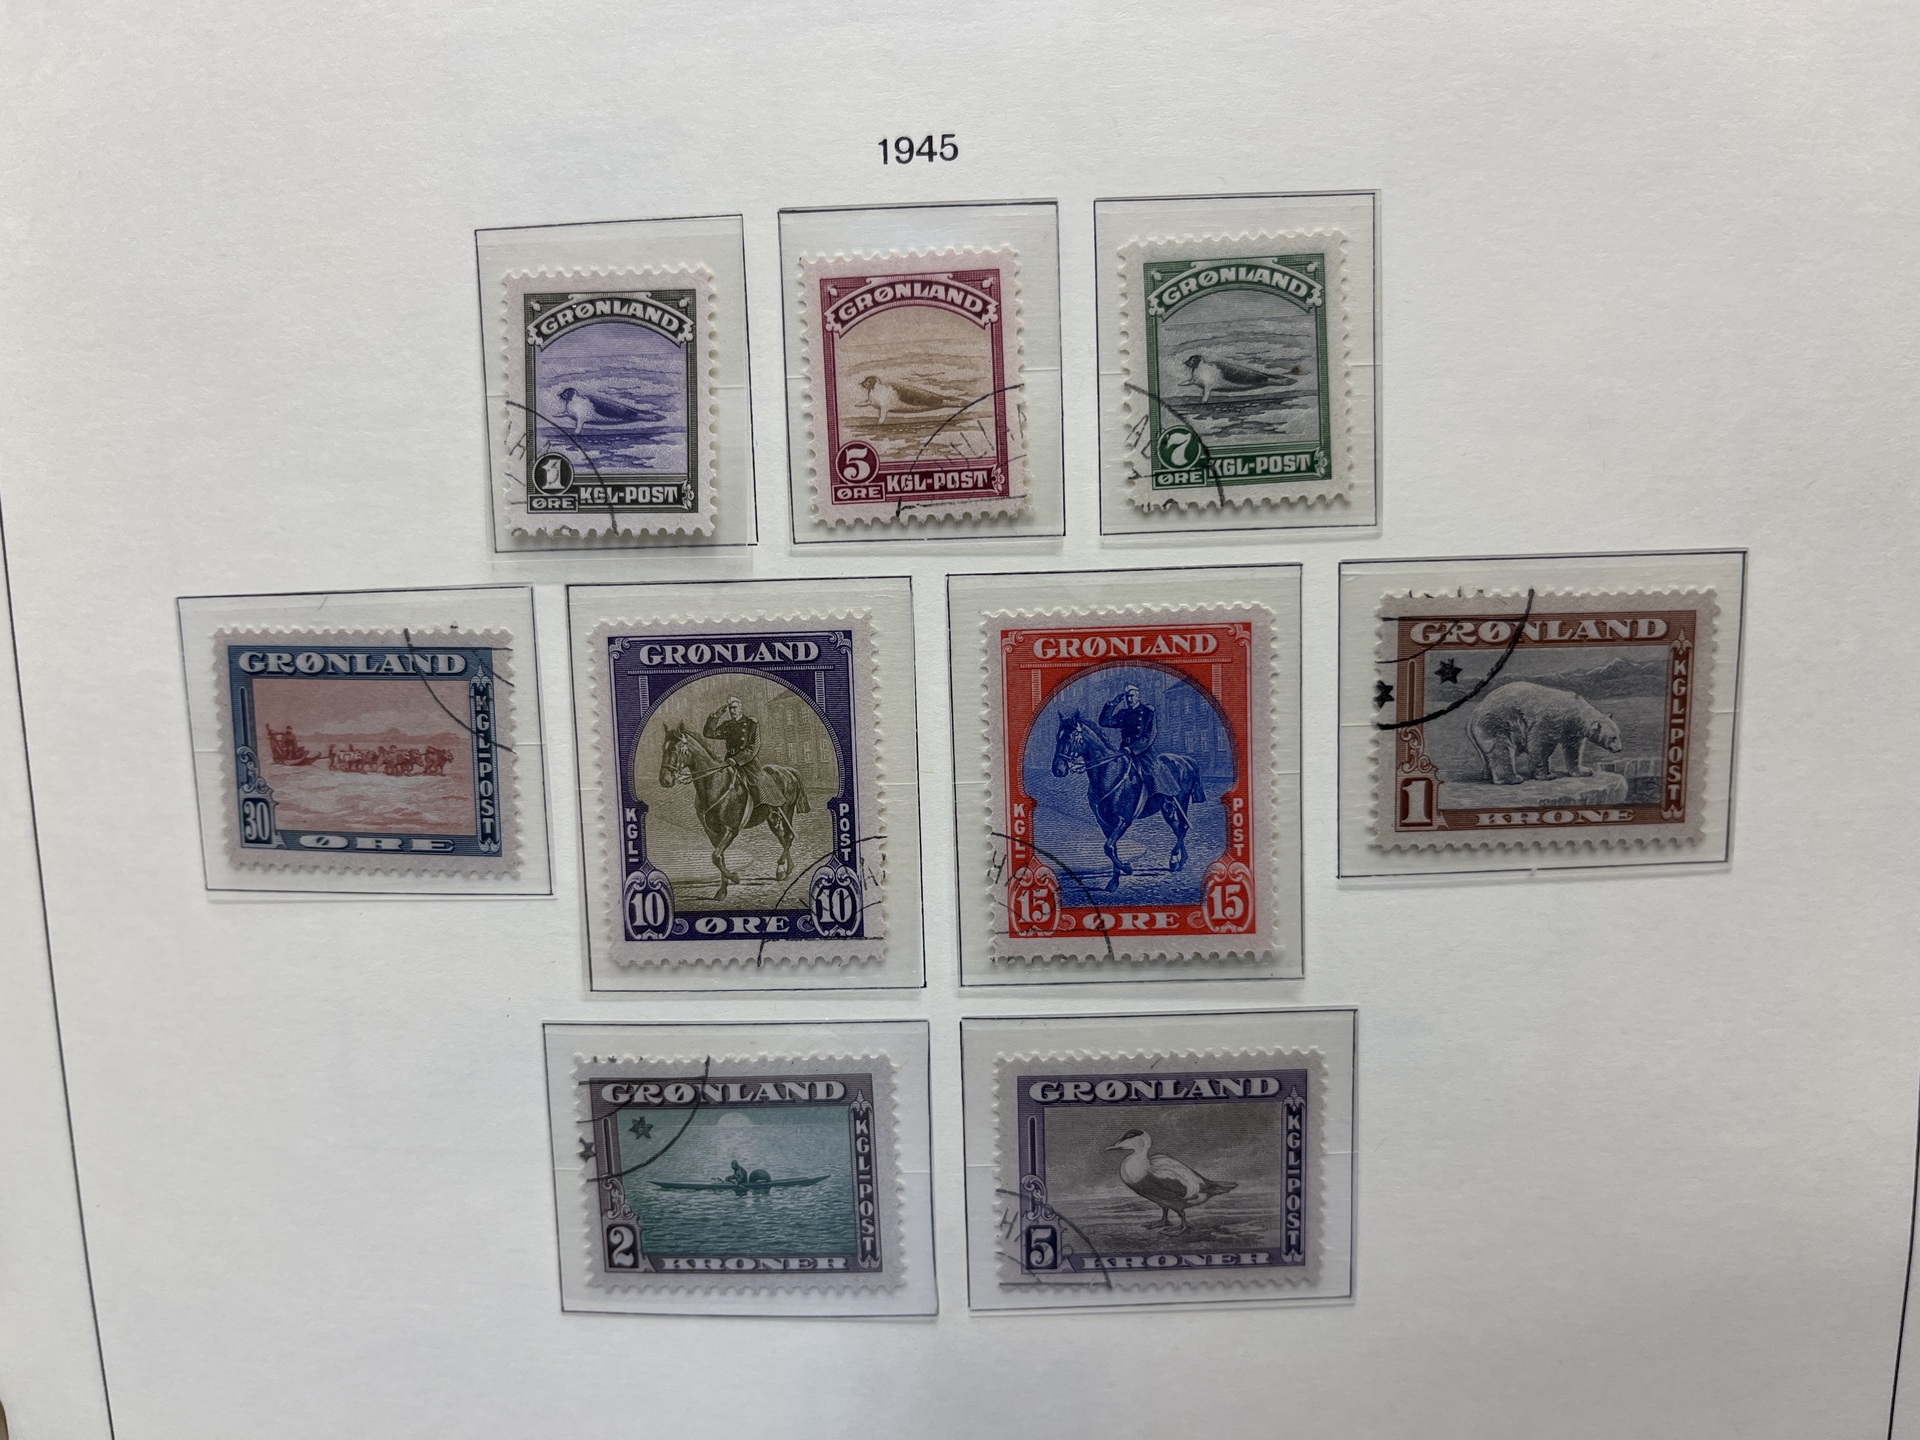 1945
GRØNLAND
1
ØRE
KGL-POST
GRØNLAND
5
ØRE
KGL-POST
GRØNLAND
7
ØRE
KGL-POST
GRØNLAND
KGL-POST
30
ØRE
GRØNLAND
KGL-
POST
10
ØRE
10
GRØNLAND
KGL-
POST
15
ØRE
15
GRØNLAND
KGL-POST
1
KRONE
GRØNLAND
KGL-POST
2
KRONER
GRØNLAND
KGL-POST
5
KRONER